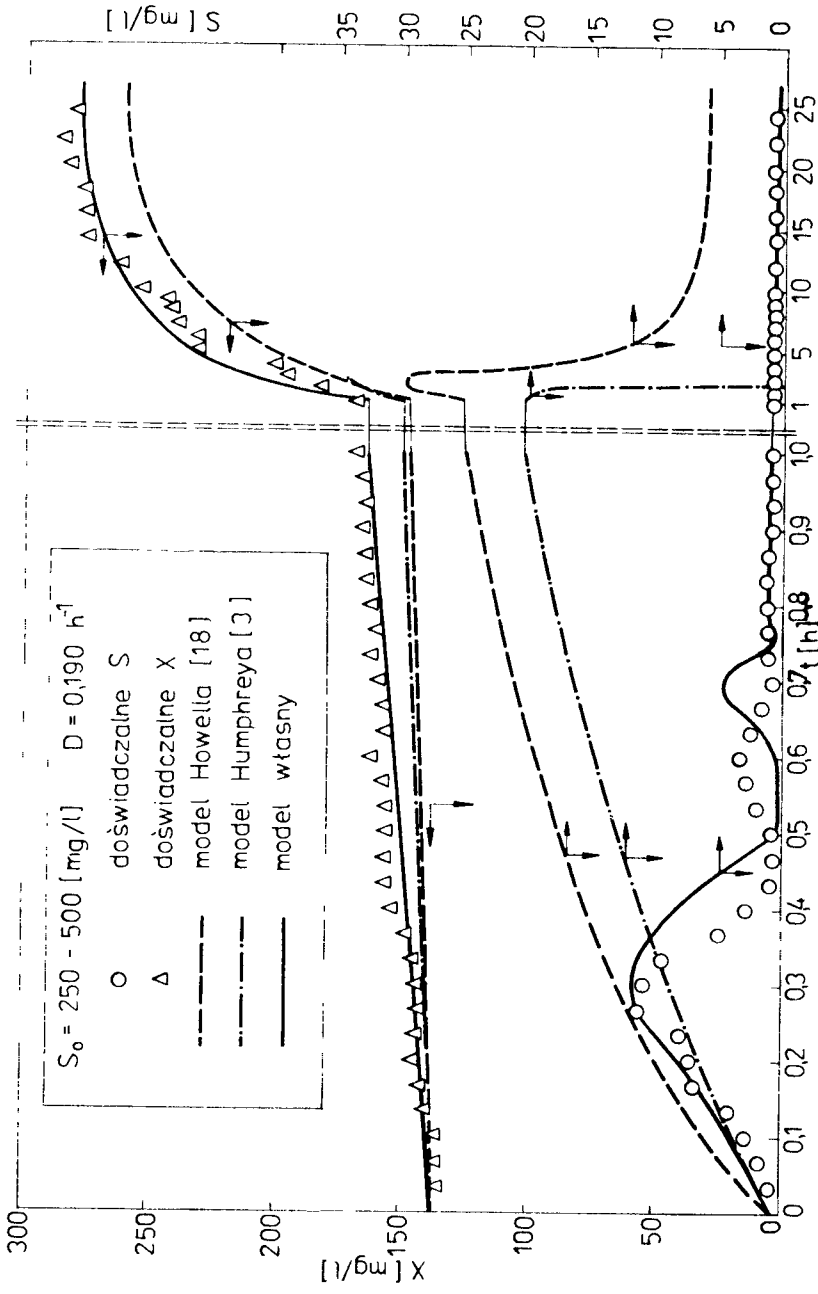 S₀ = 250 - 500 [mg/l] D = 0,190 h⁻¹
○ doświadczalne S
△ doświadczalne X
model Howella [18]
model Humphreya [3]
model własny
X [mg/l]
300
250
200
150
100
50
0
S [mg/l]
35
30
25
20
15
10
5
0
0 0,1 0,2 0,3 0,4 0,5 0,6 0,7 0,8 0,9 1,0 1 5 10 15 20 25
t [h]